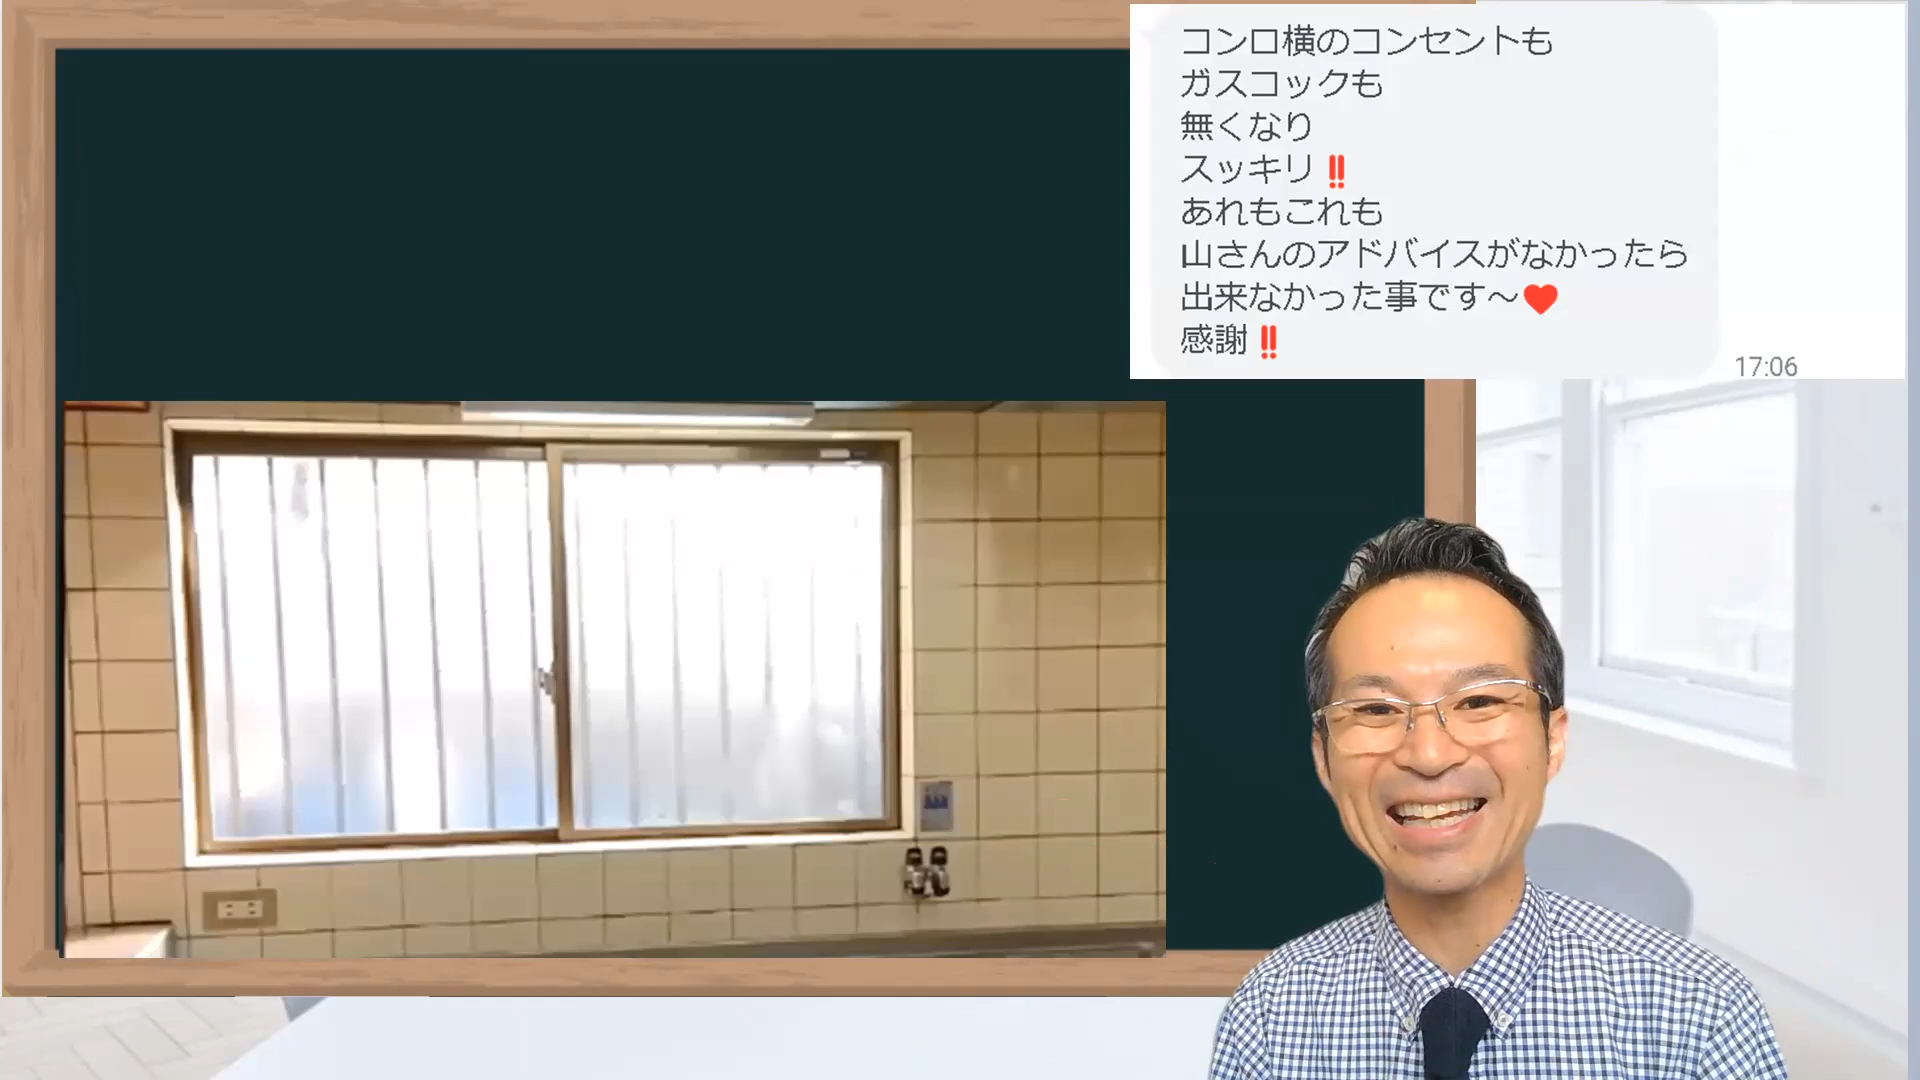 コンロ横のコンセントも
ガスコックも
無くなり
スッキリ‼️
あれもこれも
山さんのアドバイスがなかったら
出来なかった事です〜❤️
感謝‼️
17:06